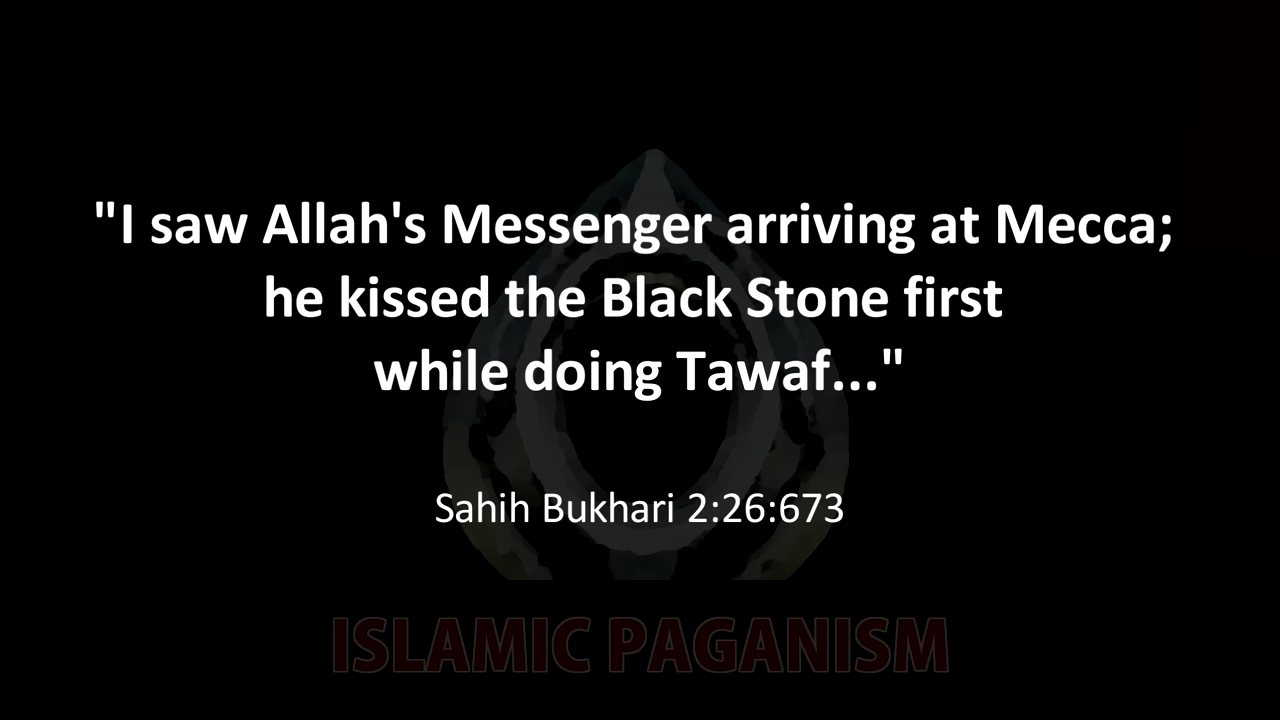 "I saw Allah's Messenger arriving at Mecca;
he kissed the Black Stone first
while doing Tawaf..."
Sahih Bukhari 2:26:673
ISLAMIC PAGANISM